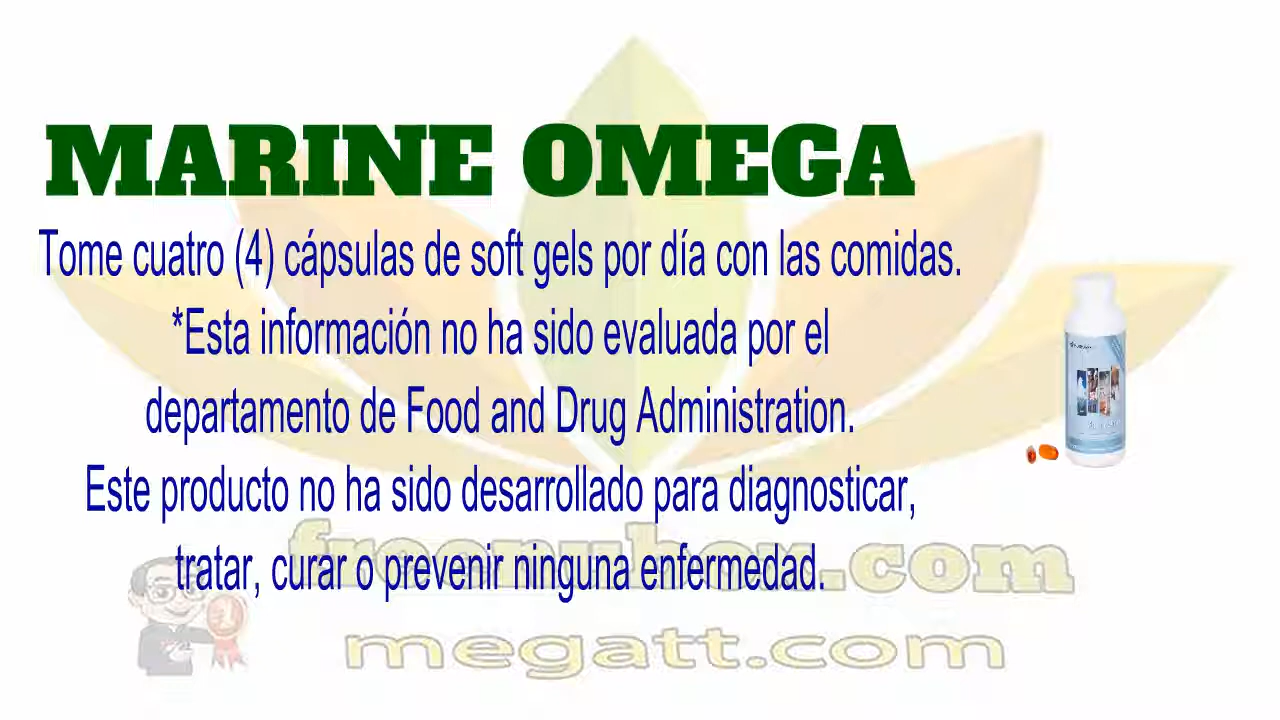 MARINE OMEGA
Tome cuatro (4) cápsulas de soft gels por día con las comidas.
*Esta información no ha sido evaluada por el
departamento de Food and Drug Administration.
Este producto no ha sido desarrollado para diagnosticar,
tratar, curar o prevenir ninguna enfermedad.
freenubox.com
megatt.com